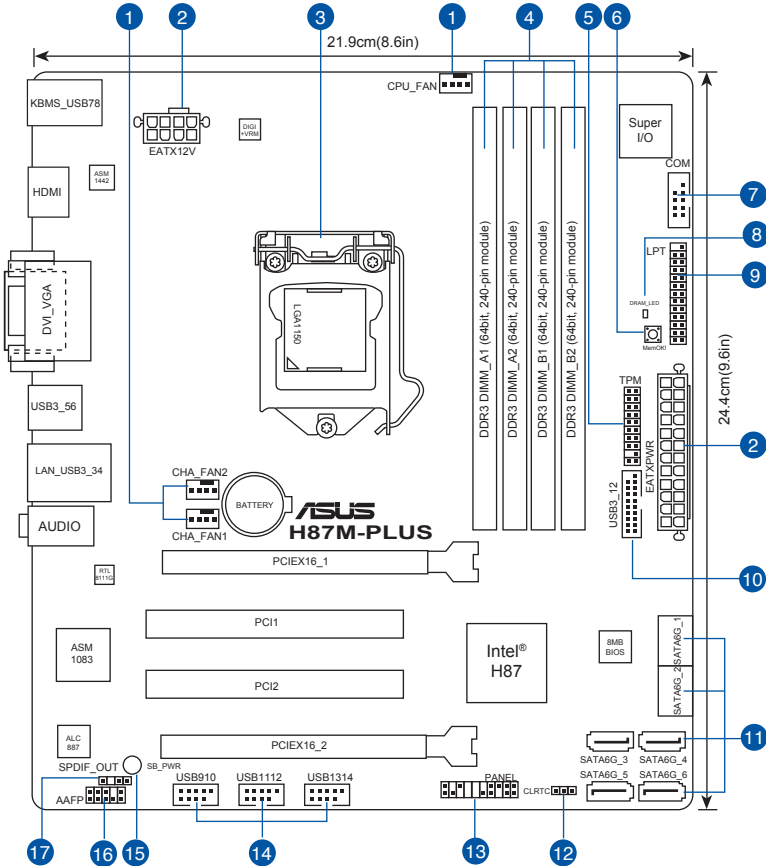 1 2 3 1 4 5 6
21.9cm(8.6in)
CPU_FAN
KBMS_USB78
EATX12V
DIGI
+VRM
Super
I/O
COM
7
ASM
1442
HDMI
8
LPT
9
DRAM_LED
MemOK!
DVI_VGA
LGA1150
DDR3 DIMM_A1 (64bit, 240-pin module)
DDR3 DIMM_A2 (64bit, 240-pin module)
DDR3 DIMM_B1 (64bit, 240-pin module)
DDR3 DIMM_B2 (64bit, 240-pin module)
24.4cm(9.6in)
TPM
USB3_56
EATXPWR
2
LAN_USB3_34
CHA_FAN2
BATTERY
ASUS
H87M-PLUS
USB3_12
AUDIO
CHA_FAN1
PCIEX16_1
10
RTL
8111G
PCI1
ASM
1083
Intel®
H87
8MB
BIOS
SATA6G_1
SATA6G_2
PCI2
ALC
887
PCIEX16_2
11
SATA6G_3 SATA6G_4
SPDIF_OUT
SB_PWR
USB910 USB1112 USB1314
PANEL
SATA6G_5 SATA6G_6
CLRTC
AAFP
17 16 15 14 13 12